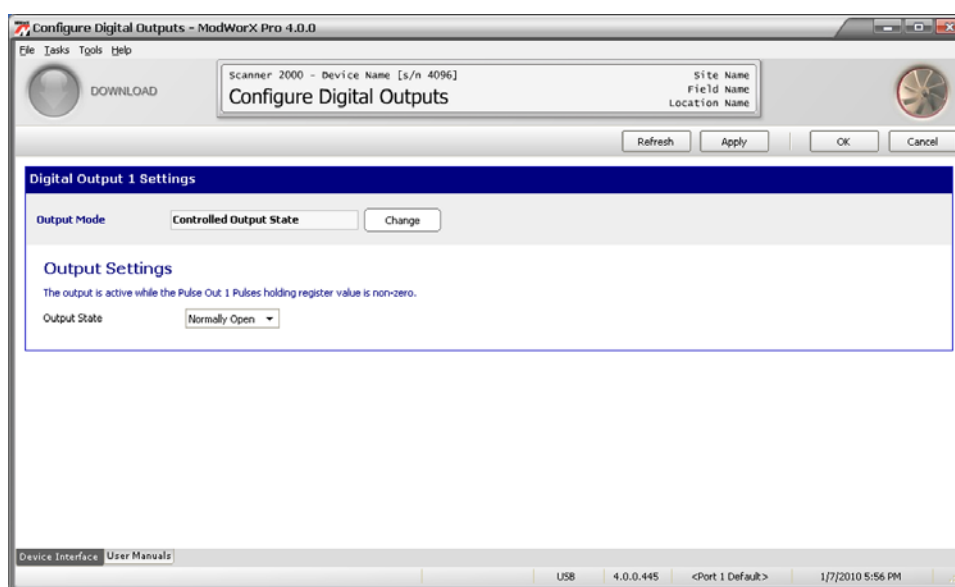 Configure Digital Outputs - ModWorX Pro 4.0.0
File Tasks Tools Help
DOWNLOAD
Scanner 2000 - Device Name [s/n 4096]
Configure Digital Outputs
Site Name
Field Name
Location Name
Refresh Apply OK Cancel
Digital Output 1 Settings
Output Mode Controlled Output State Change
Output Settings
The output is active while the Pulse Out 1 Pulses holding register value is non-zero.
Output State Normally Open
Device Interface User Manuals
USB 4.0.0.445 <Port 1 Default> 1/7/2010 5:56 PM